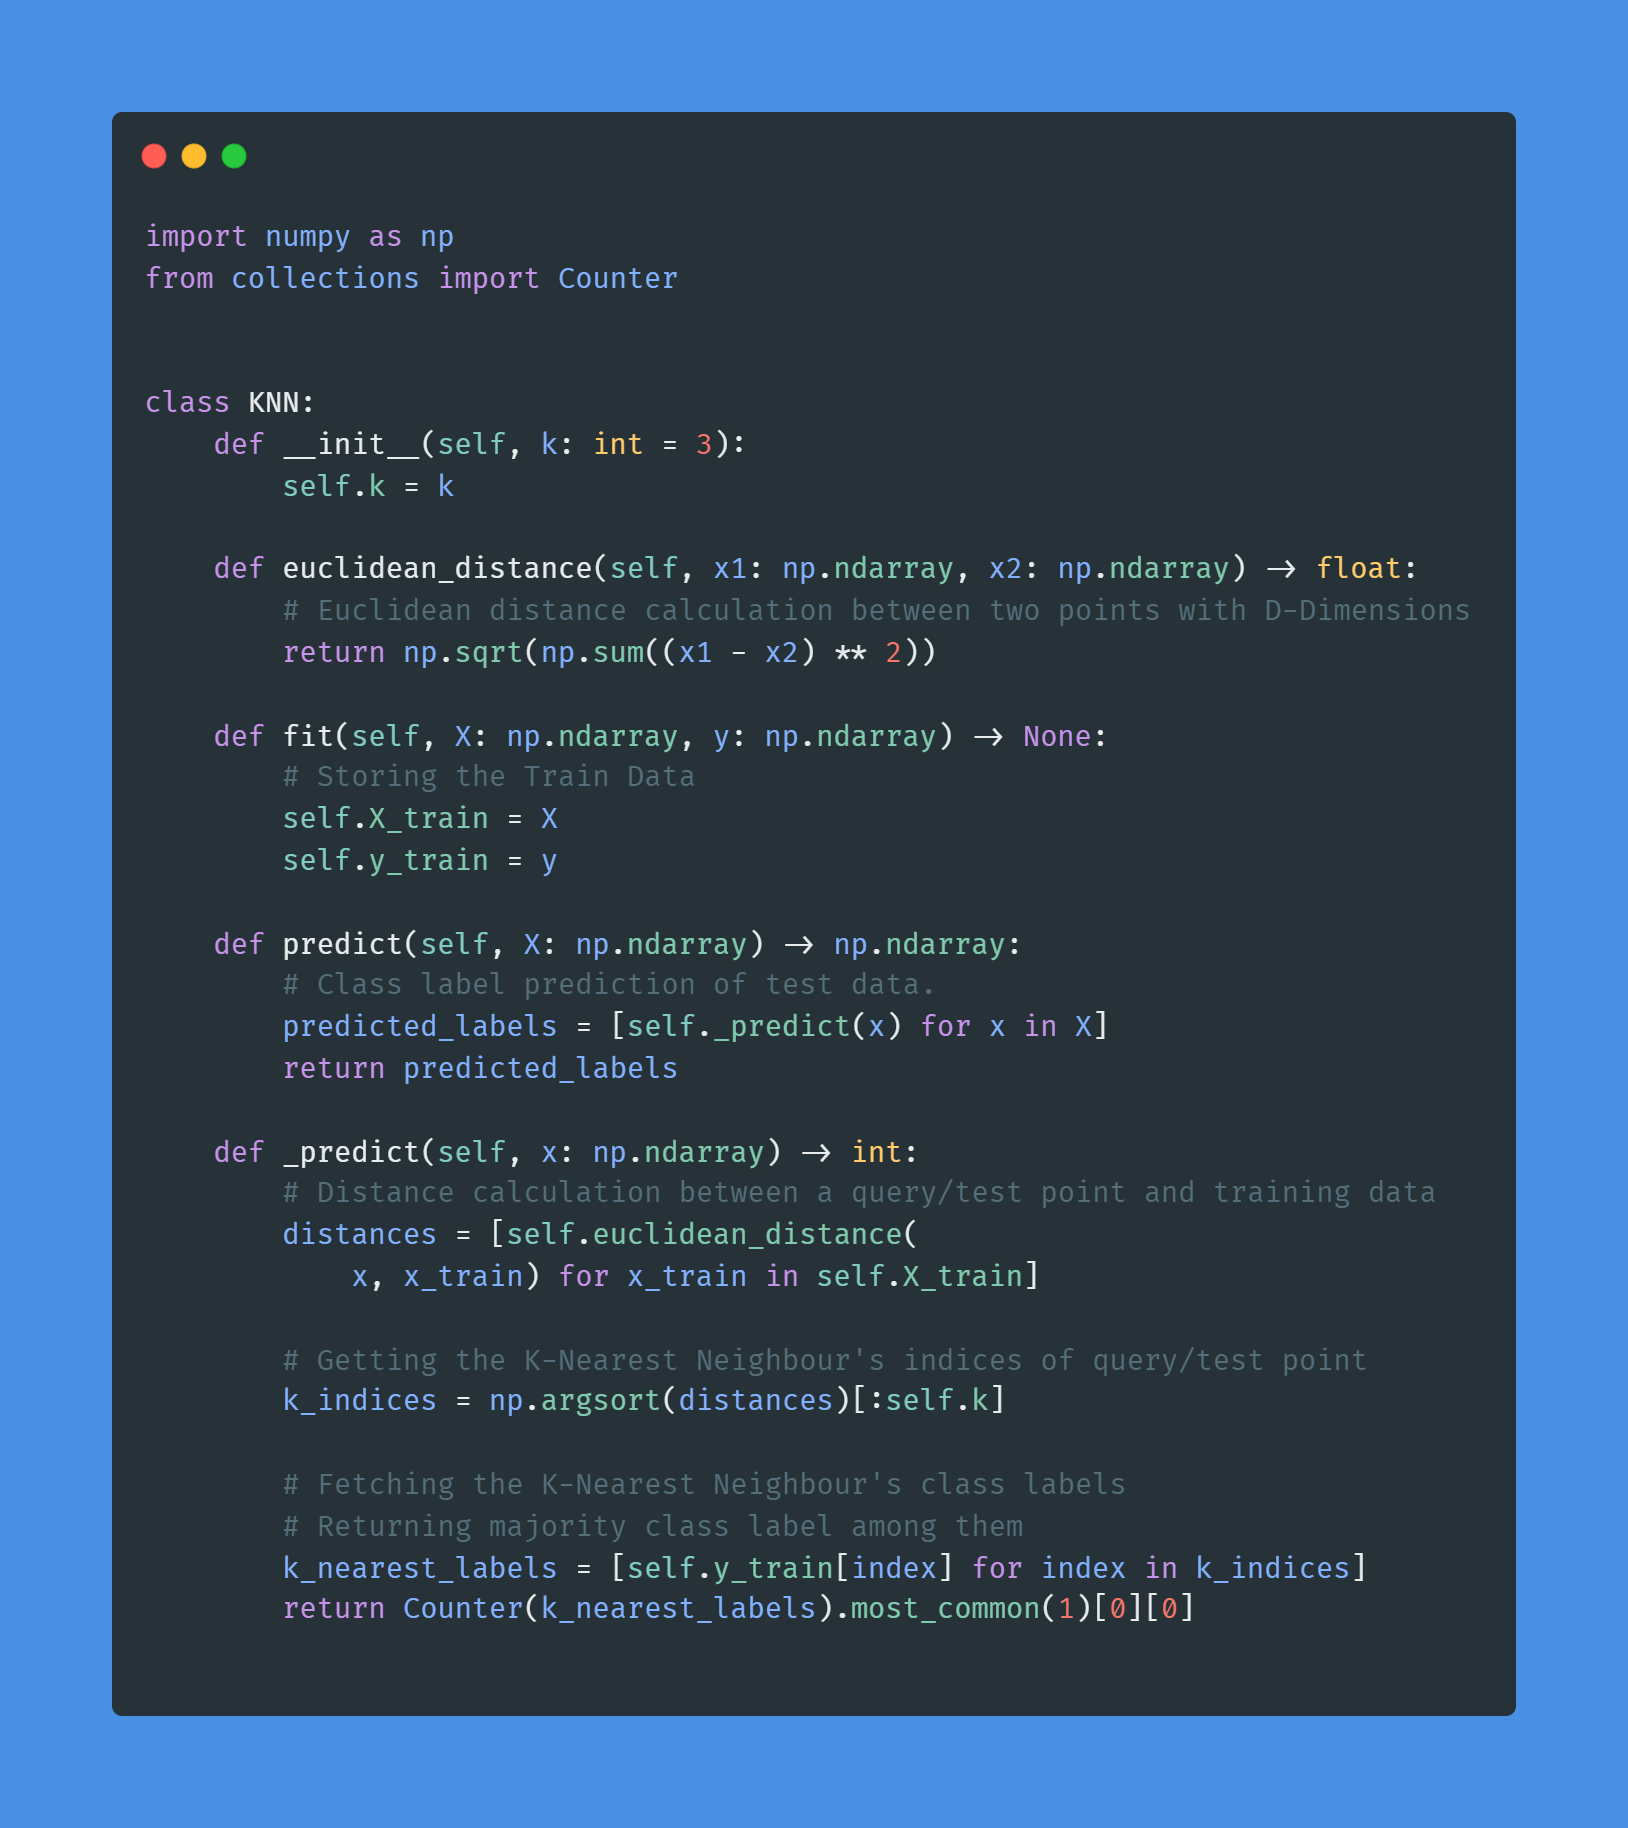 import numpy as np
from collections import Counter


class KNN:
    def __init__(self, k: int = 3):
        self.k = k

    def euclidean_distance(self, x1: np.ndarray, x2: np.ndarray) -> float:
        # Euclidean distance calculation between two points with D-Dimensions
        return np.sqrt(np.sum((x1 - x2) ** 2))

    def fit(self, X: np.ndarray, y: np.ndarray) -> None:
        # Storing the Train Data
        self.X_train = X
        self.y_train = y

    def predict(self, X: np.ndarray) -> np.ndarray:
        # Class label prediction of test data.
        predicted_labels = [self._predict(x) for x in X]
        return predicted_labels

    def _predict(self, x: np.ndarray) -> int:
        # Distance calculation between a query/test point and training data
        distances = [self.euclidean_distance(
            x, x_train) for x_train in self.X_train]

        # Getting the K-Nearest Neighbour's indices of query/test point
        k_indices = np.argsort(distances)[:self.k]

        # Fetching the K-Nearest Neighbour's class labels
        # Returning majority class label among them
        k_nearest_labels = [self.y_train[index] for index in k_indices]
        return Counter(k_nearest_labels).most_common(1)[0][0]